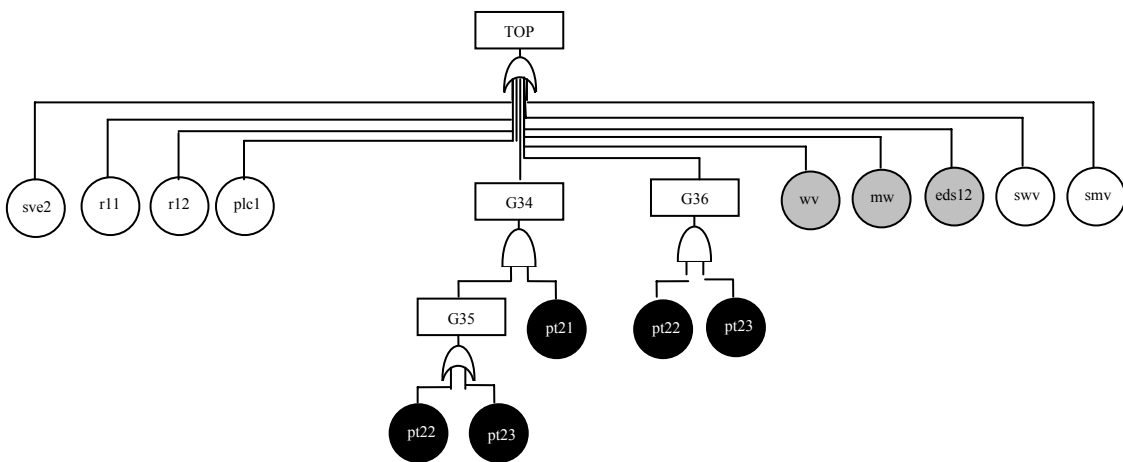 TOP
sve2
r11
r12
plc1
G34
G36
wv
mw
eds12
swv
smv
G35
pt21
pt22
pt23
pt22
pt23